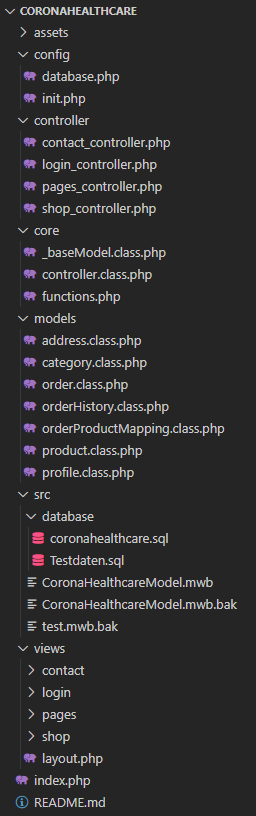 CORONAHEALTHCARE
assets
config
database.php
init.php
controller
contact_controller.php
login_controller.php
pages_controller.php
shop_controller.php
core
_baseModel.class.php
controller.class.php
functions.php
models
address.class.php
category.class.php
order.class.php
orderHistory.class.php
orderProductMapping.class.php
product.class.php
profile.class.php
src
database
coronahealthcare.sql
Testdaten.sql
CoronaHealthcareModel.mwb
CoronaHealthcareModel.mwb.bak
test.mwb.bak
views
contact
login
pages
shop
layout.php
index.php
README.md